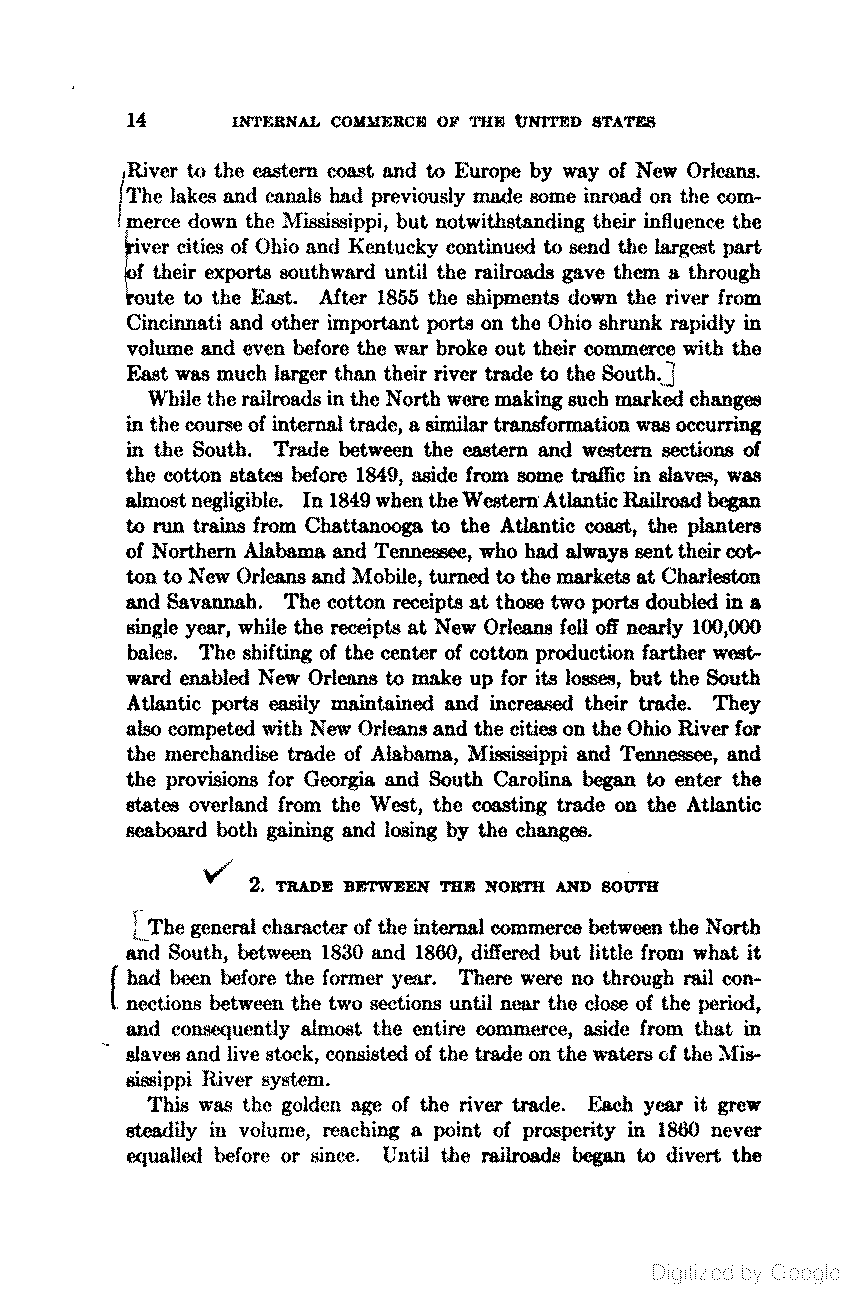 14 INTERNAL COMMERCE OF THE UNITED STATES
River to the eastern coast and to Europe by way of New Orleans.
The lakes and canals had previously made some inroad on the com-
merce down the Mississippi, but notwithstanding their influence the
river cities of Ohio and Kentucky continued to send the largest part
of their exports southward until the railroads gave them a through
route to the East. After 1855 the shipments down the river from
Cincinnati and other important ports on the Ohio shrunk rapidly in
volume and even before the war broke out their commerce with the
East was much larger than their river trade to the South.]
While the railroads in the North were making such marked changes
in the course of internal trade, a similar transformation was occurring
in the South. Trade between the eastern and western sections of
the cotton states before 1849, aside from some traffic in slaves, was
almost negligible. In 1849 when the Western Atlantic Railroad began
to run trains from Chattanooga to the Atlantic coast, the planters
of Northern Alabama and Tennessee, who had always sent their cot-
ton to New Orleans and Mobile, turned to the markets at Charleston
and Savannah. The cotton receipts at those two ports doubled in a
single year, while the receipts at New Orleans fell off nearly 100,000
bales. The shifting of the center of cotton production farther west-
ward enabled New Orleans to make up for its losses, but the South
Atlantic ports easily maintained and increased their trade. They
also competed with New Orleans and the cities on the Ohio River for
the merchandise trade of Alabama, Mississippi and Tennessee, and
the provisions for Georgia and South Carolina began to enter the
states overland from the West, the coasting trade on the Atlantic
seaboard both gaining and losing by the changes.
✓ 2. TRADE BETWEEN THE NORTH AND SOUTH
[The general character of the internal commerce between the North
and South, between 1830 and 1860, differed but little from what it
had been before the former year. There were no through rail con-
nections between the two sections until near the close of the period,
and consequently almost the entire commerce, aside from that in
slaves and live stock, consisted of the trade on the waters of the Mis-
sissippi River system.
This was the golden age of the river trade. Each year it grew
steadily in volume, reaching a point of prosperity in 1860 never
equalled before or since. Until the railroads began to divert the
Digitized by Google